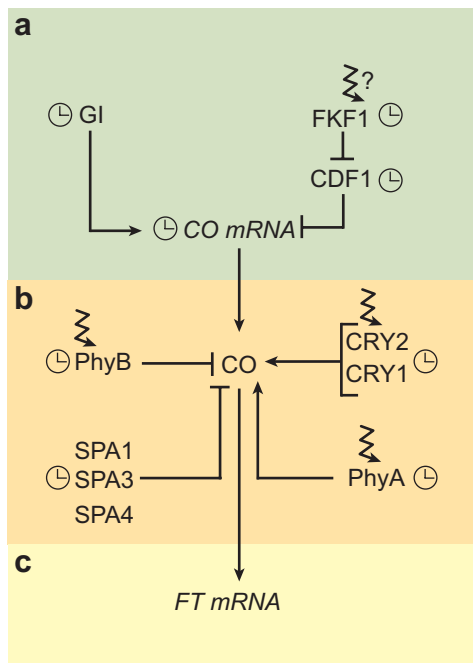 a
?
GI
FKF1
CDF1
CO mRNA
b
PhyB
CO
CRY2
CRY1
SPA1
SPA3
PhyA
SPA4
c
FT mRNA